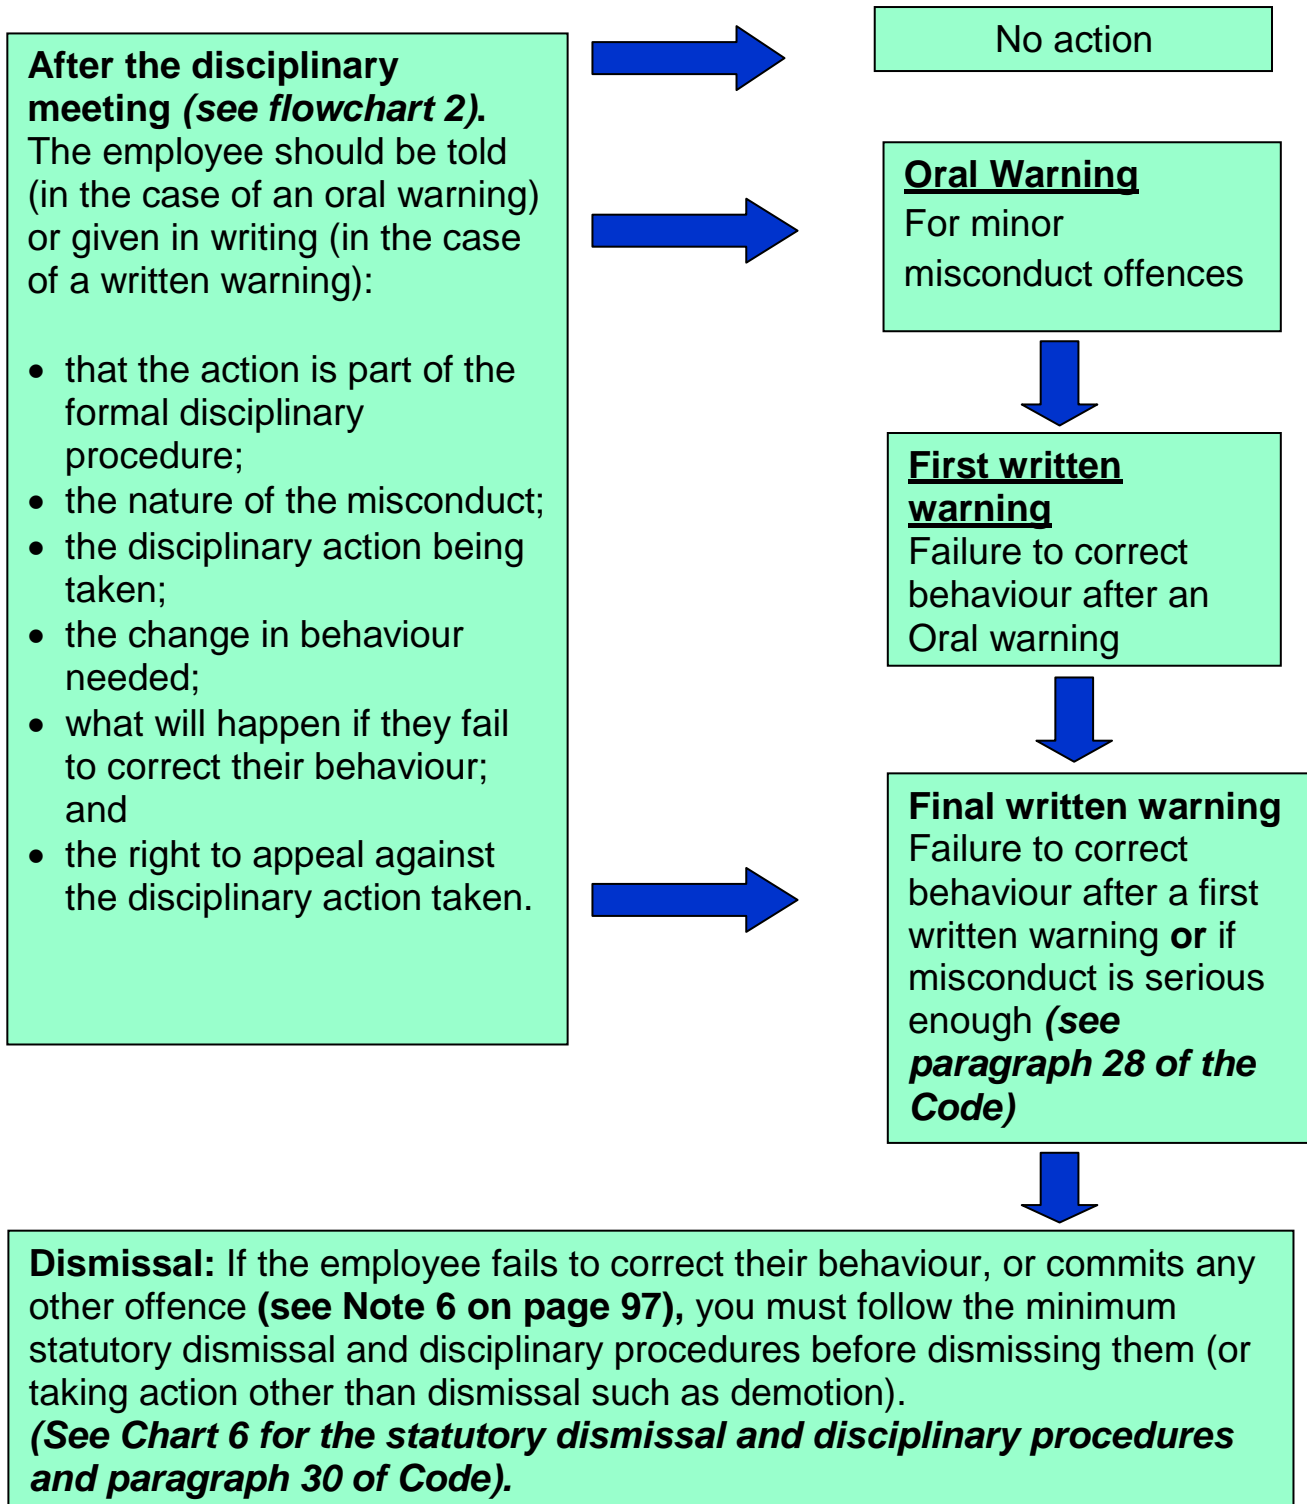 After the disciplinary
meeting (see flowchart 2).
The employee should be told
(in the case of an oral warning)
or given in writing (in the case
of a written warning):
• that the action is part of the
formal disciplinary
procedure;
• the nature of the misconduct;
• the disciplinary action being
taken;
• the change in behaviour
needed;
• what will happen if they fail
to correct their behaviour;
and
• the right to appeal against
the disciplinary action taken.
No action
Oral Warning
For minor
misconduct offences
First written
warning
Failure to correct
behaviour after an
Oral warning
Final written warning
Failure to correct
behaviour after a first
written warning or if
misconduct is serious
enough (see
paragraph 28 of the
Code)
Dismissal: If the employee fails to correct their behaviour, or commits any
other offence (see Note 6 on page 97), you must follow the minimum
statutory dismissal and disciplinary procedures before dismissing them (or
taking action other than dismissal such as demotion).
(See Chart 6 for the statutory dismissal and disciplinary procedures
and paragraph 30 of Code).